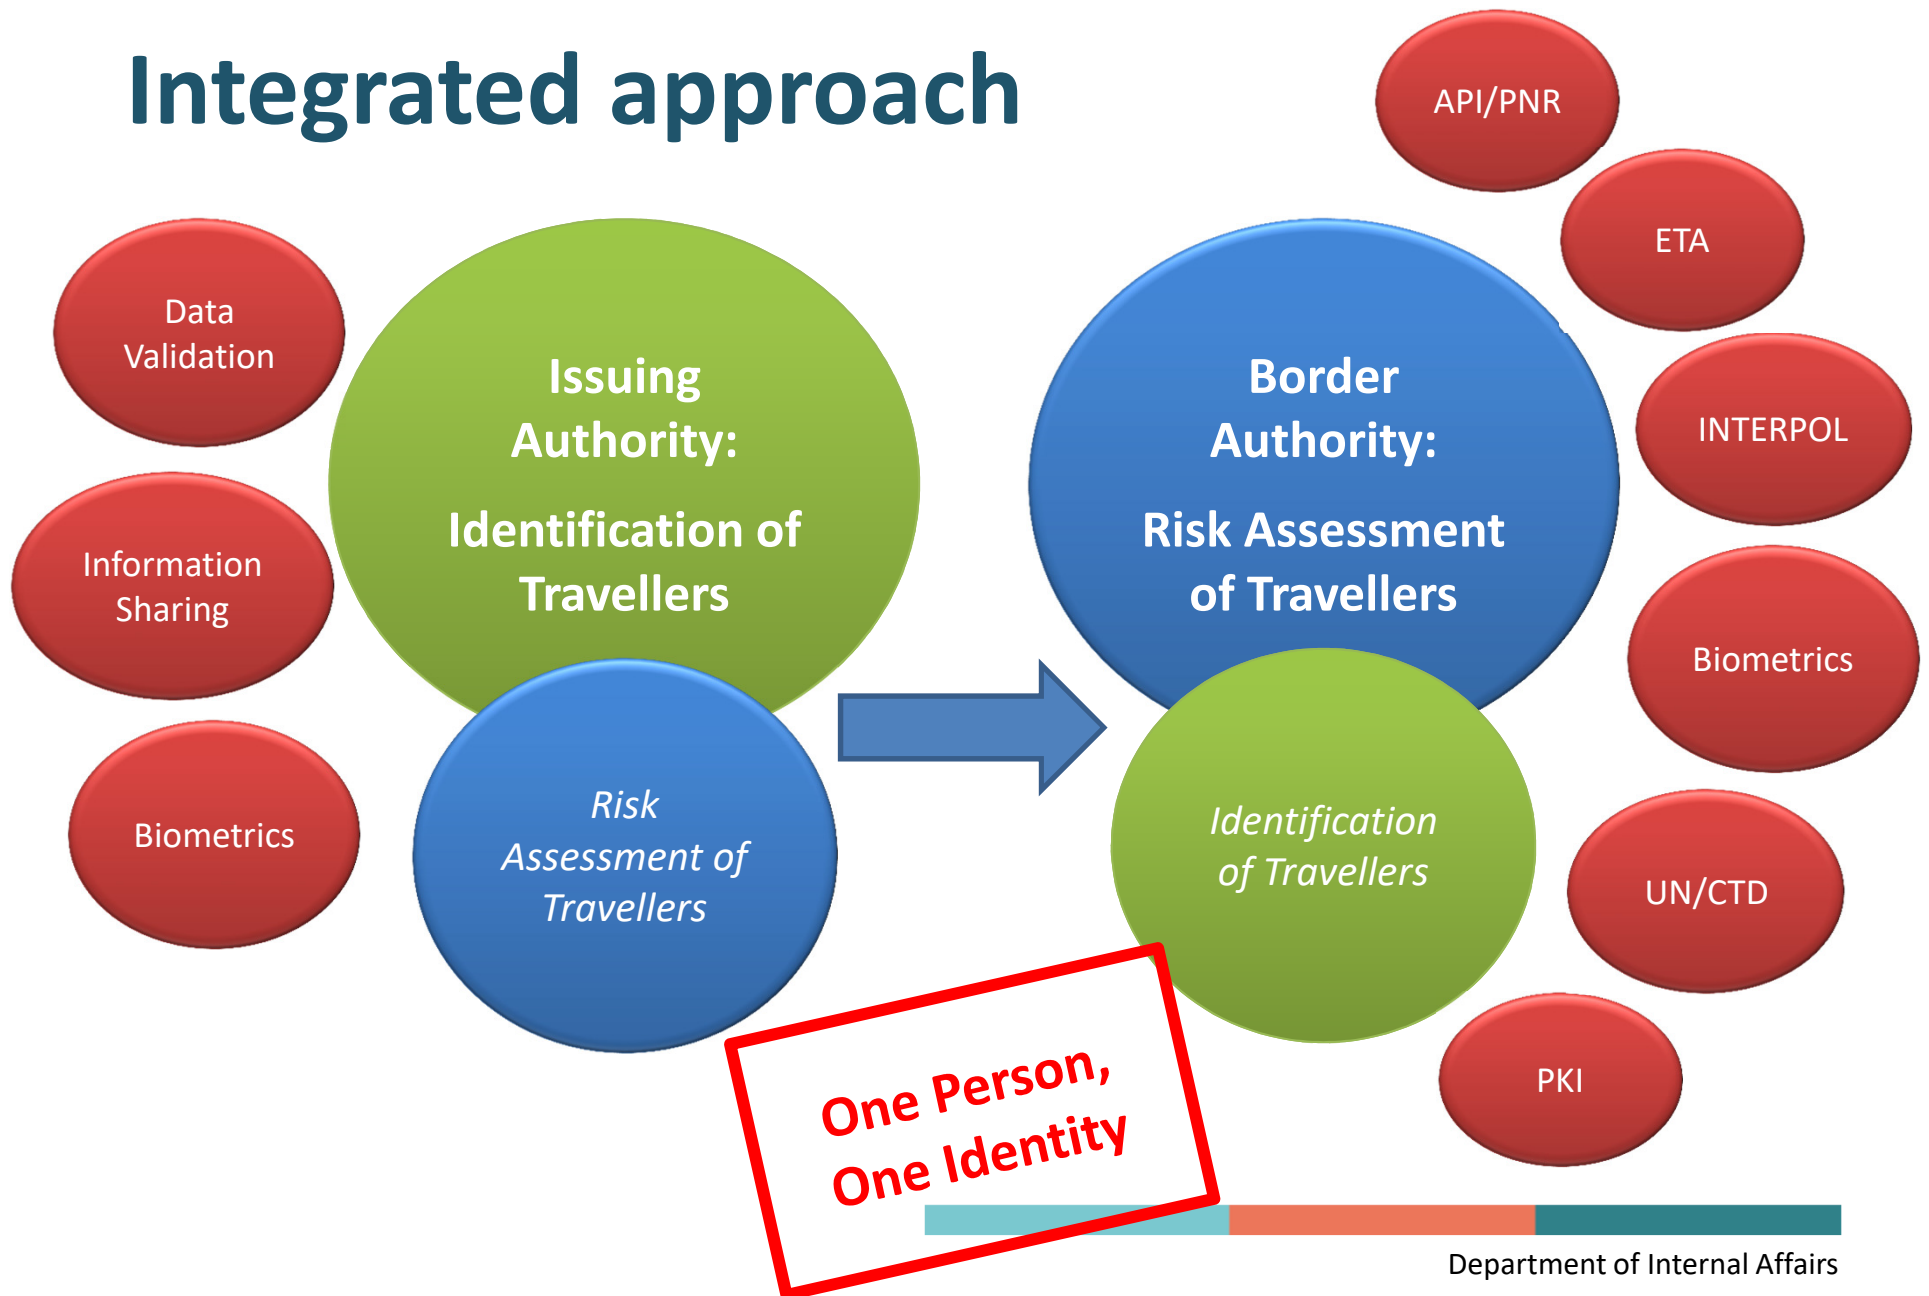 Integrated approach
Data
Validation
Information
Sharing
Biometrics
Issuing
Authority:
Identification of
Travellers
Risk
Assessment of
Travellers
Border
Authority:
Risk Assessment
of Travellers
Identification
of Travellers
API/PNR
ETA
INTERPOL
Biometrics
UN/CTD
PKI
One Person,
One Identity
Department of Internal Affairs